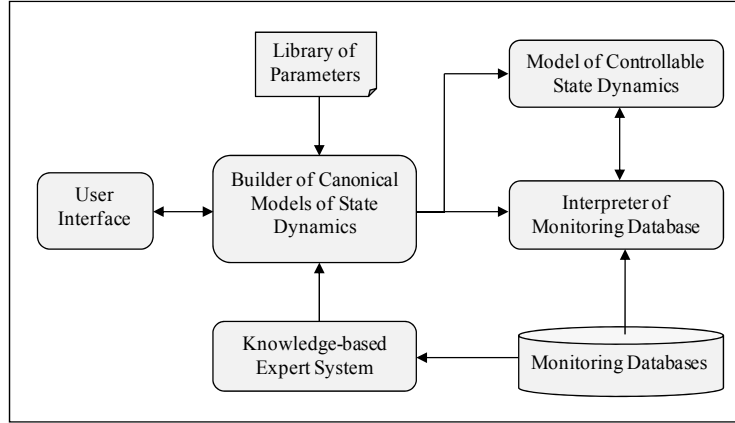 Library of
Parameters
Model of Controllable
State Dynamics
User
Interface
Builder of Canonical
Models of State
Dynamics
Interpreter of
Monitoring Database
Knowledge-based
Expert System
Monitoring Databases